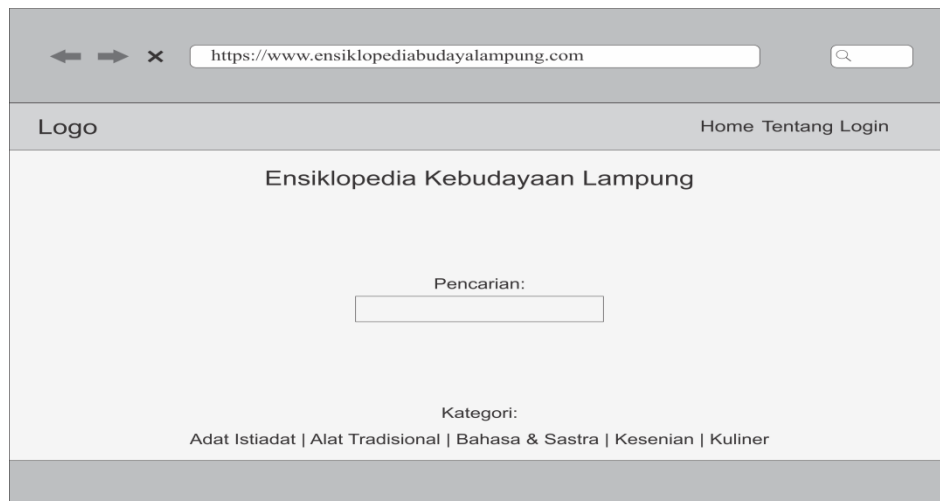 https://www.ensiklopediabudayalampung.com
Logo
Home Tentang Login
Ensiklopedia Kebudayaan Lampung
Pencarian:
Kategori:
Adat Istiadat | Alat Tradisional | Bahasa & Sastra | Kesenian | Kuliner